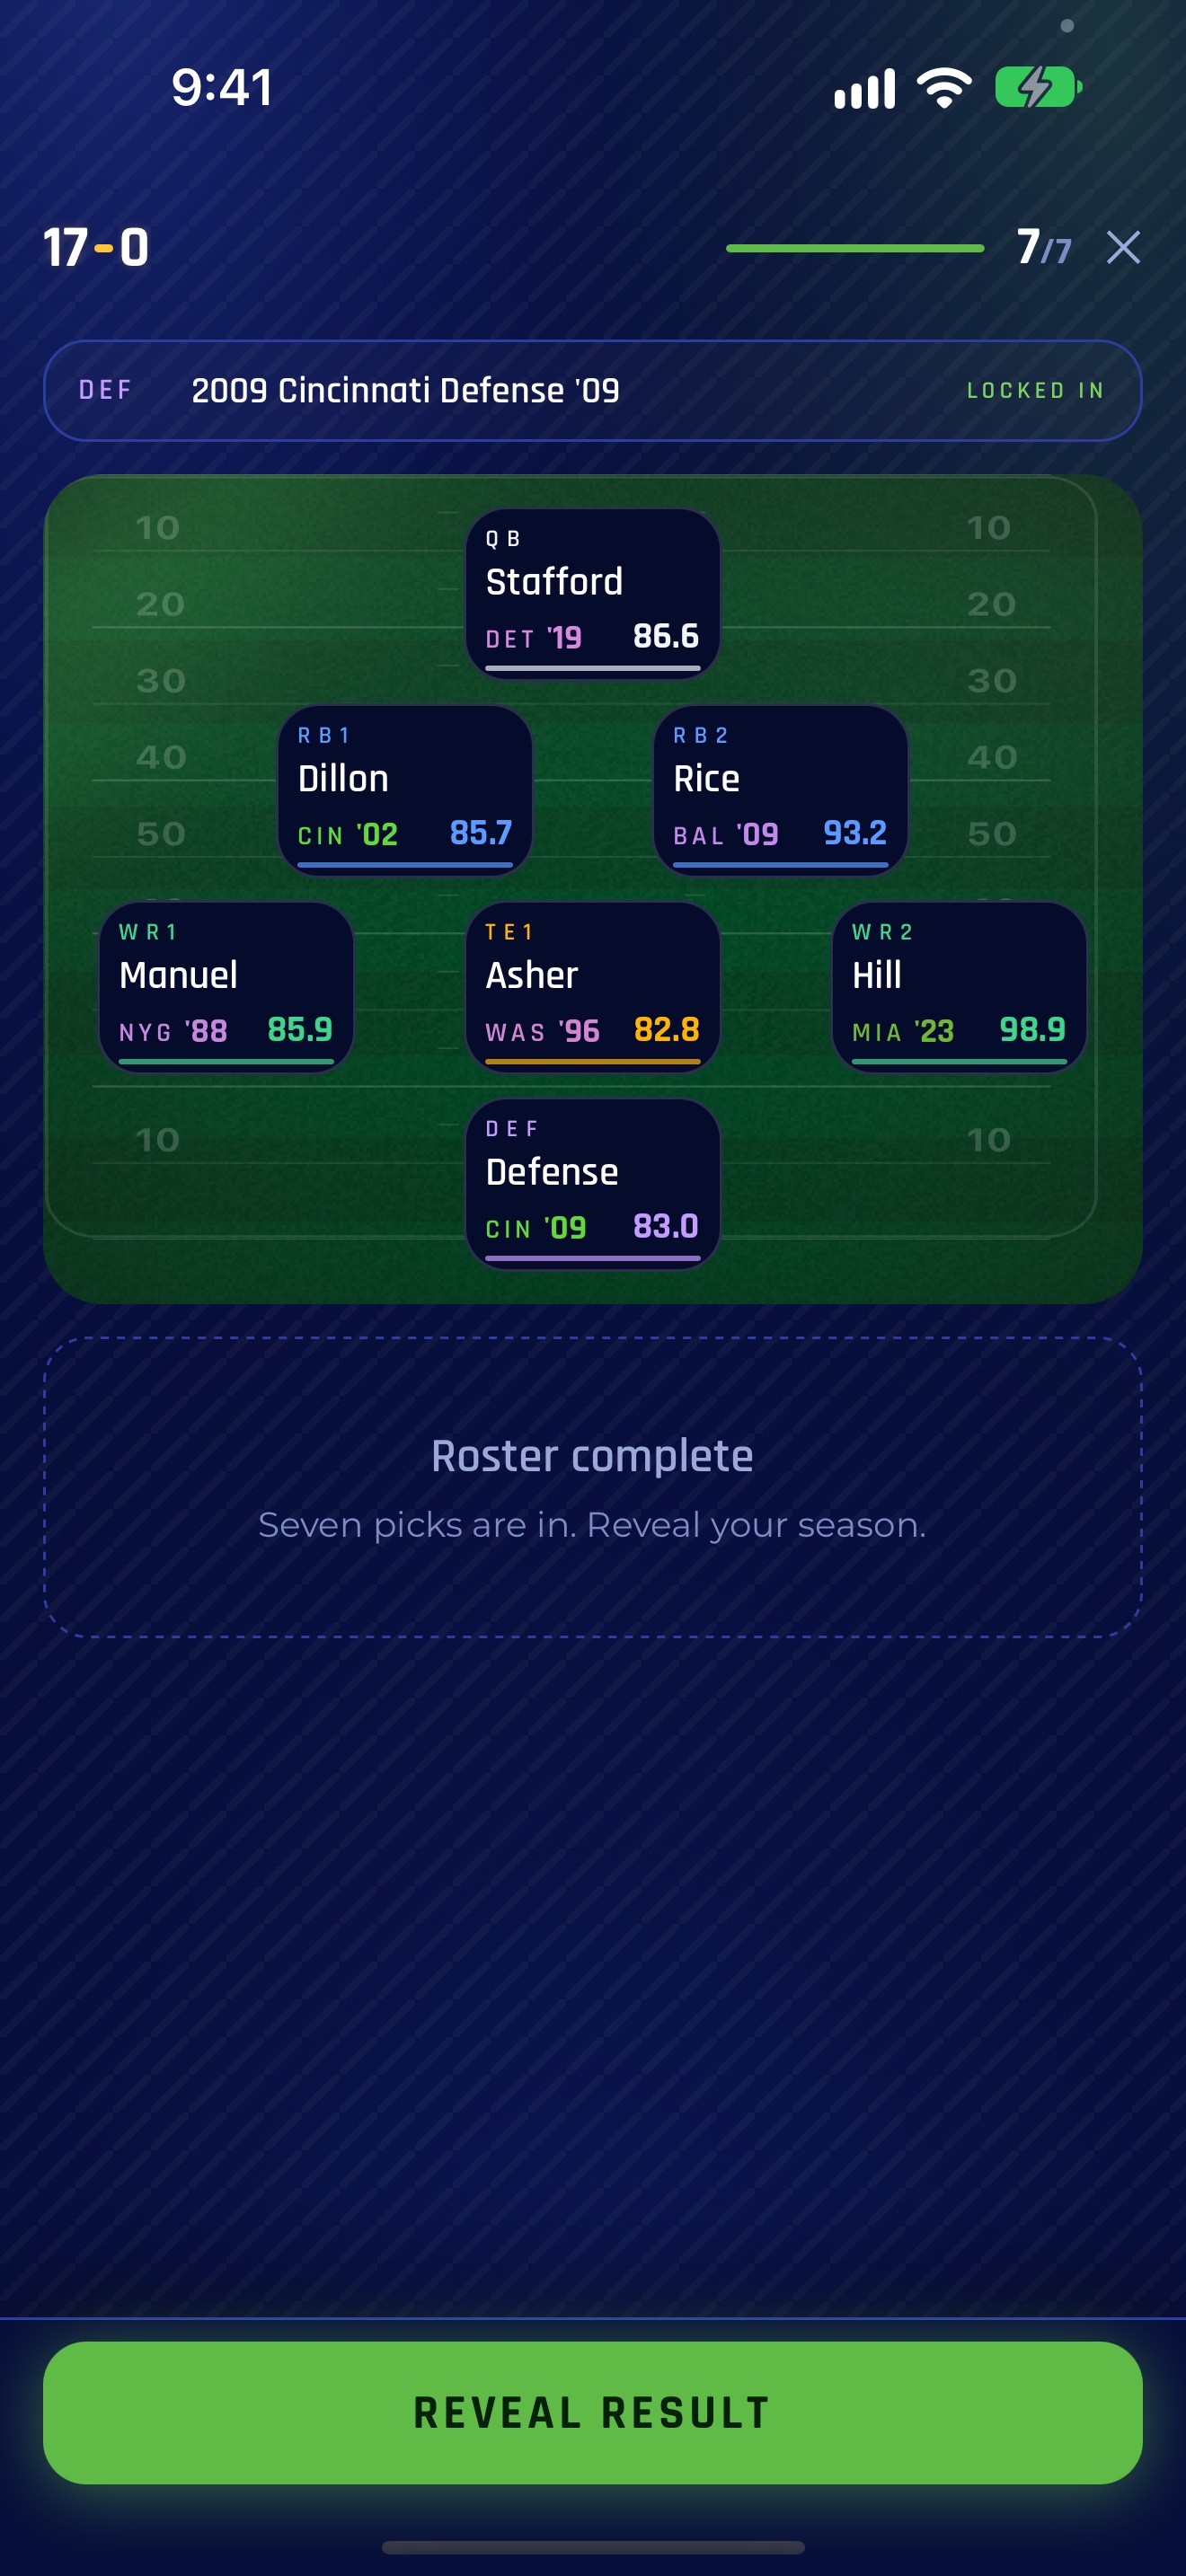 9:41
17-0 7/7
DEF 2009 Cincinnati Defense '09 LOCKED IN
10 10
QB
Stafford
20 20
DET '19 86.6
30 30
RB1 RB2
40 40
Dillon Rice
50 50
CIN '02 85.7 BAL '09 93.2
WR1 TE1 WR2
Manuel Asher Hill
NYG '88 85.9 WAS '96 82.8 MIA '23 98.9
DEF
10 10
Defense
CIN '09 83.0
Roster complete
Seven picks are in. Reveal your season.
REVEAL RESULT